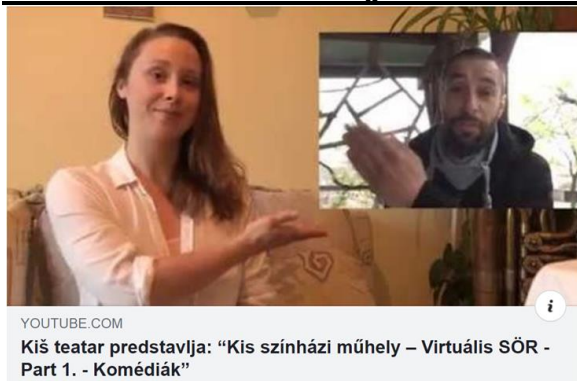 YOUTUBE.COM
Kiš teatar predstavlja: “Kis színházi műhely – Virtuális SÖR -
Part 1. - Komédiák”